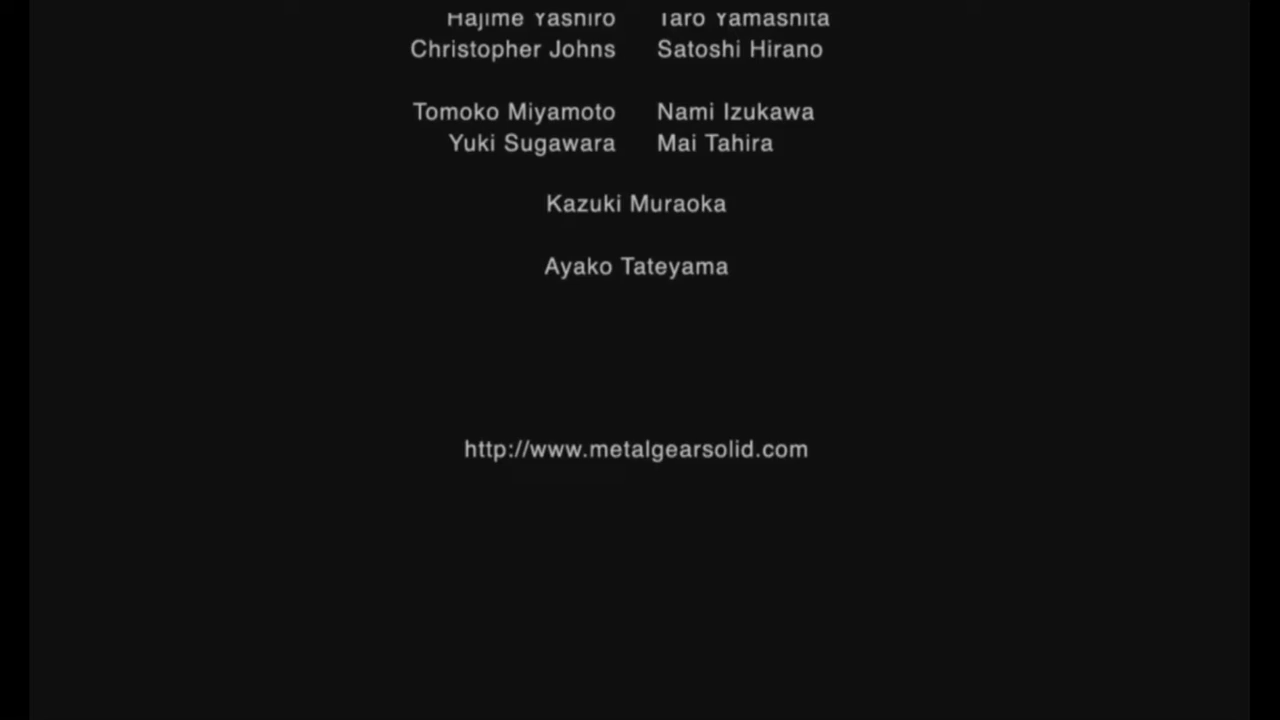 Hajime Yashiro Taro Yamashita
Christopher Johns Satoshi Hirano
Tomoko Miyamoto Nami Izukawa
Yuki Sugawara Mai Tahira
Kazuki Muraoka
Ayako Tateyama
http://www.metalgearsolid.com